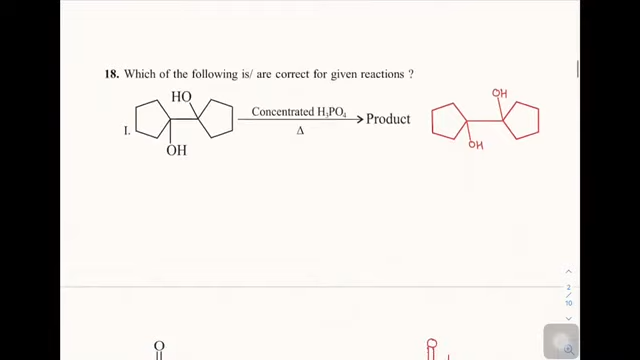 18. Which of the following is/ are correct for given reactions ?
HO
OH
Concentrated H₃PO₄
I.
Product
Δ
OH
OH
2
/
10
O
O